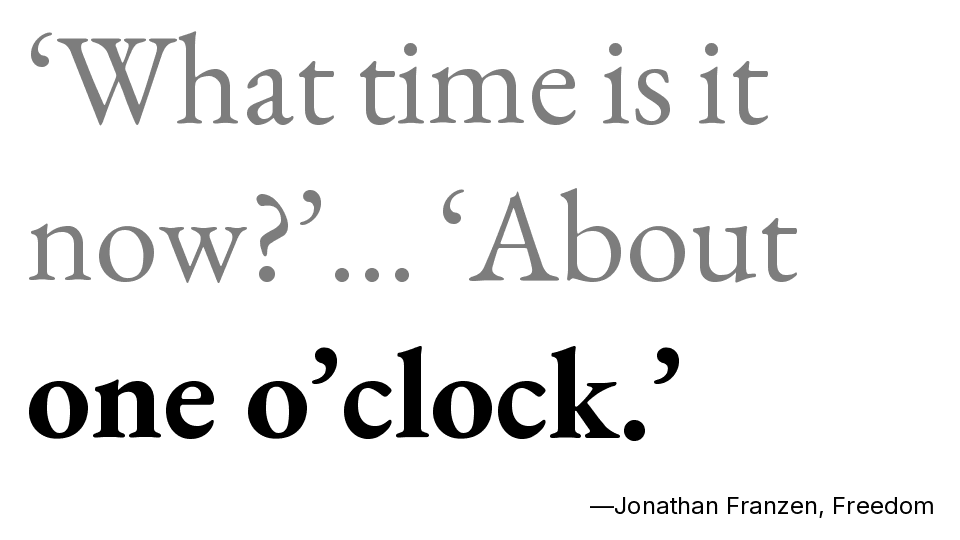 ‘What time is it
now?’... ‘About
one o’clock.’
—Jonathan Franzen, Freedom